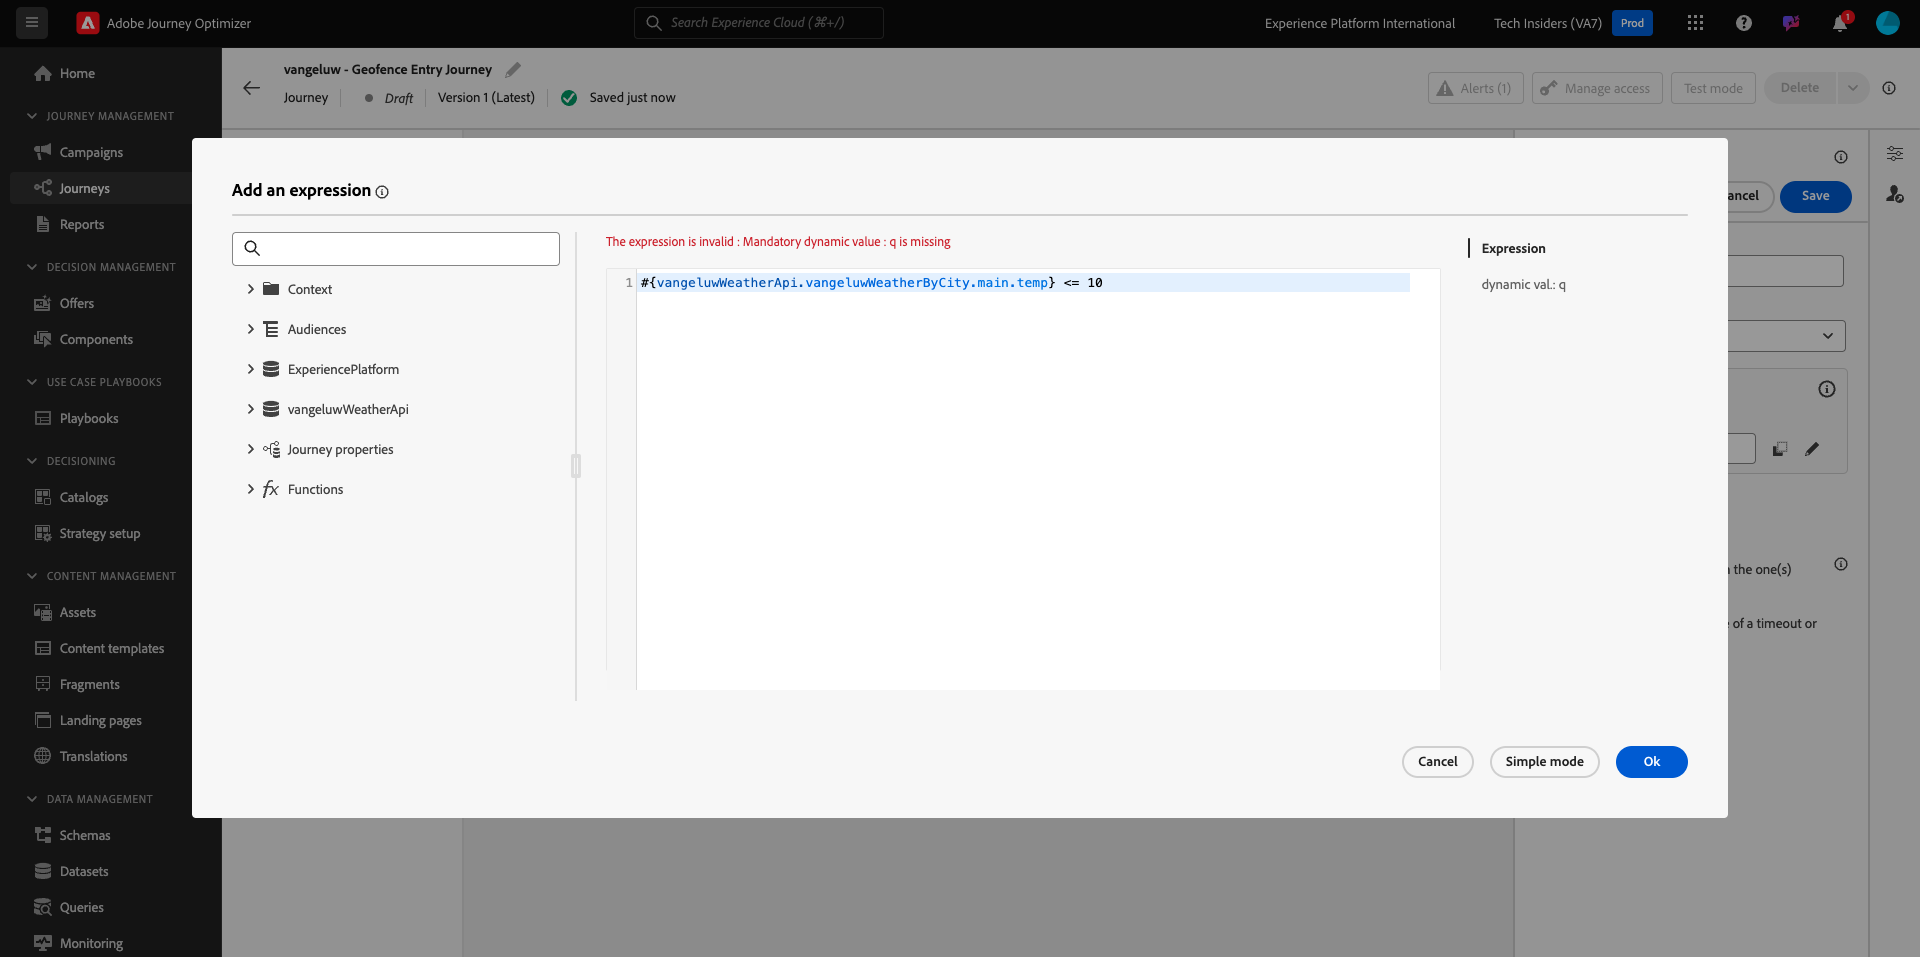 Adobe Journey Optimizer
Search Experience Cloud (⌘+/)
Experience Platform International
Tech Insiders (VA7)
Prod
1
Home
JOURNEY MANAGEMENT
Campaigns
Journeys
Reports
DECISION MANAGEMENT
Offers
Components
USE CASE PLAYBOOKS
Playbooks
DECISIONING
Catalogs
Strategy setup
CONTENT MANAGEMENT
Assets
Content templates
Fragments
Landing pages
Translations
DATA MANAGEMENT
Schemas
Datasets
Queries
Monitoring
vangeluw - Geofence Entry Journey
Journey
Draft
Version 1 (Latest)
Saved just now
Alerts (1)
Manage access
Test mode
Delete
Add an expression
Context
Audiences
ExperiencePlatform
vangeluwWeatherApi
Journey properties
Functions
The expression is invalid : Mandatory dynamic value : q is missing
1 #{vangeluwWeatherApi.vangeluwWeatherByCity.main.temp} <= 10
Expression
dynamic val.: q
Cancel
Simple mode
Ok
ancel
Save
the one(s)
of a timeout or